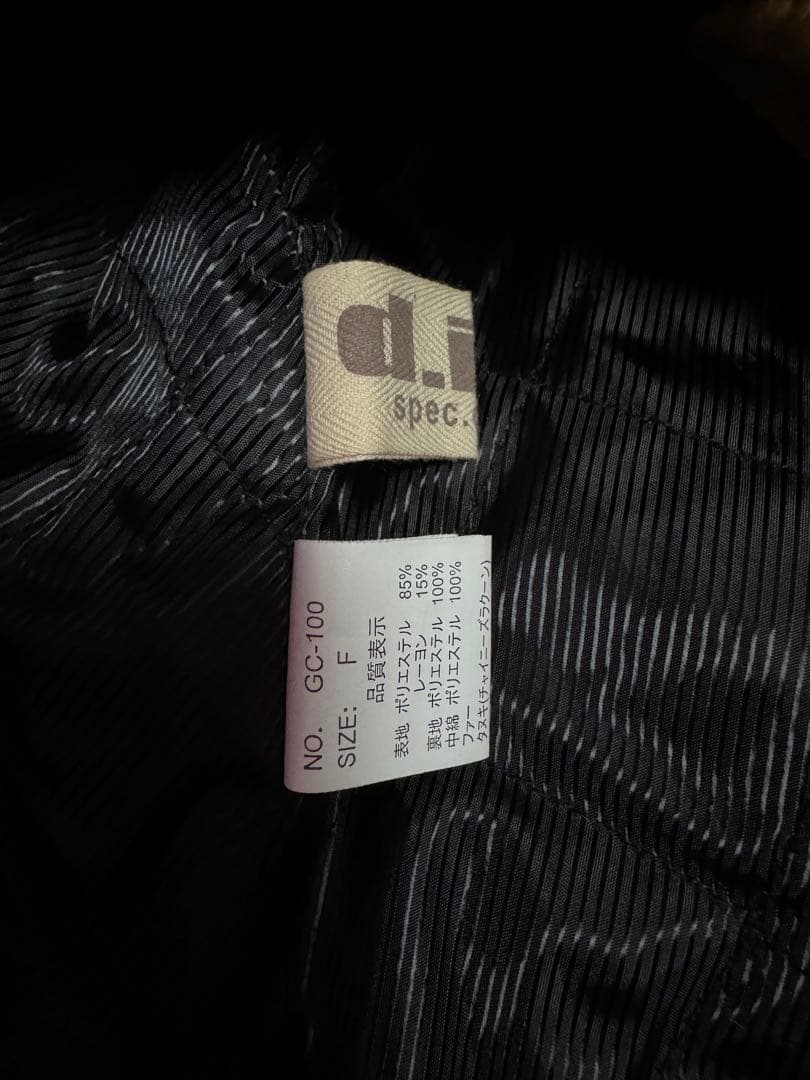 d.i
spec.
NO. GC-100
SIZE: F
品質表示
表地 ポリエステル 85%
レーヨン 15%
裏地 ポリエステル 100%
中綿 ポリエステル 100%
ファー
タヌキ(チャイニーズラクーン)